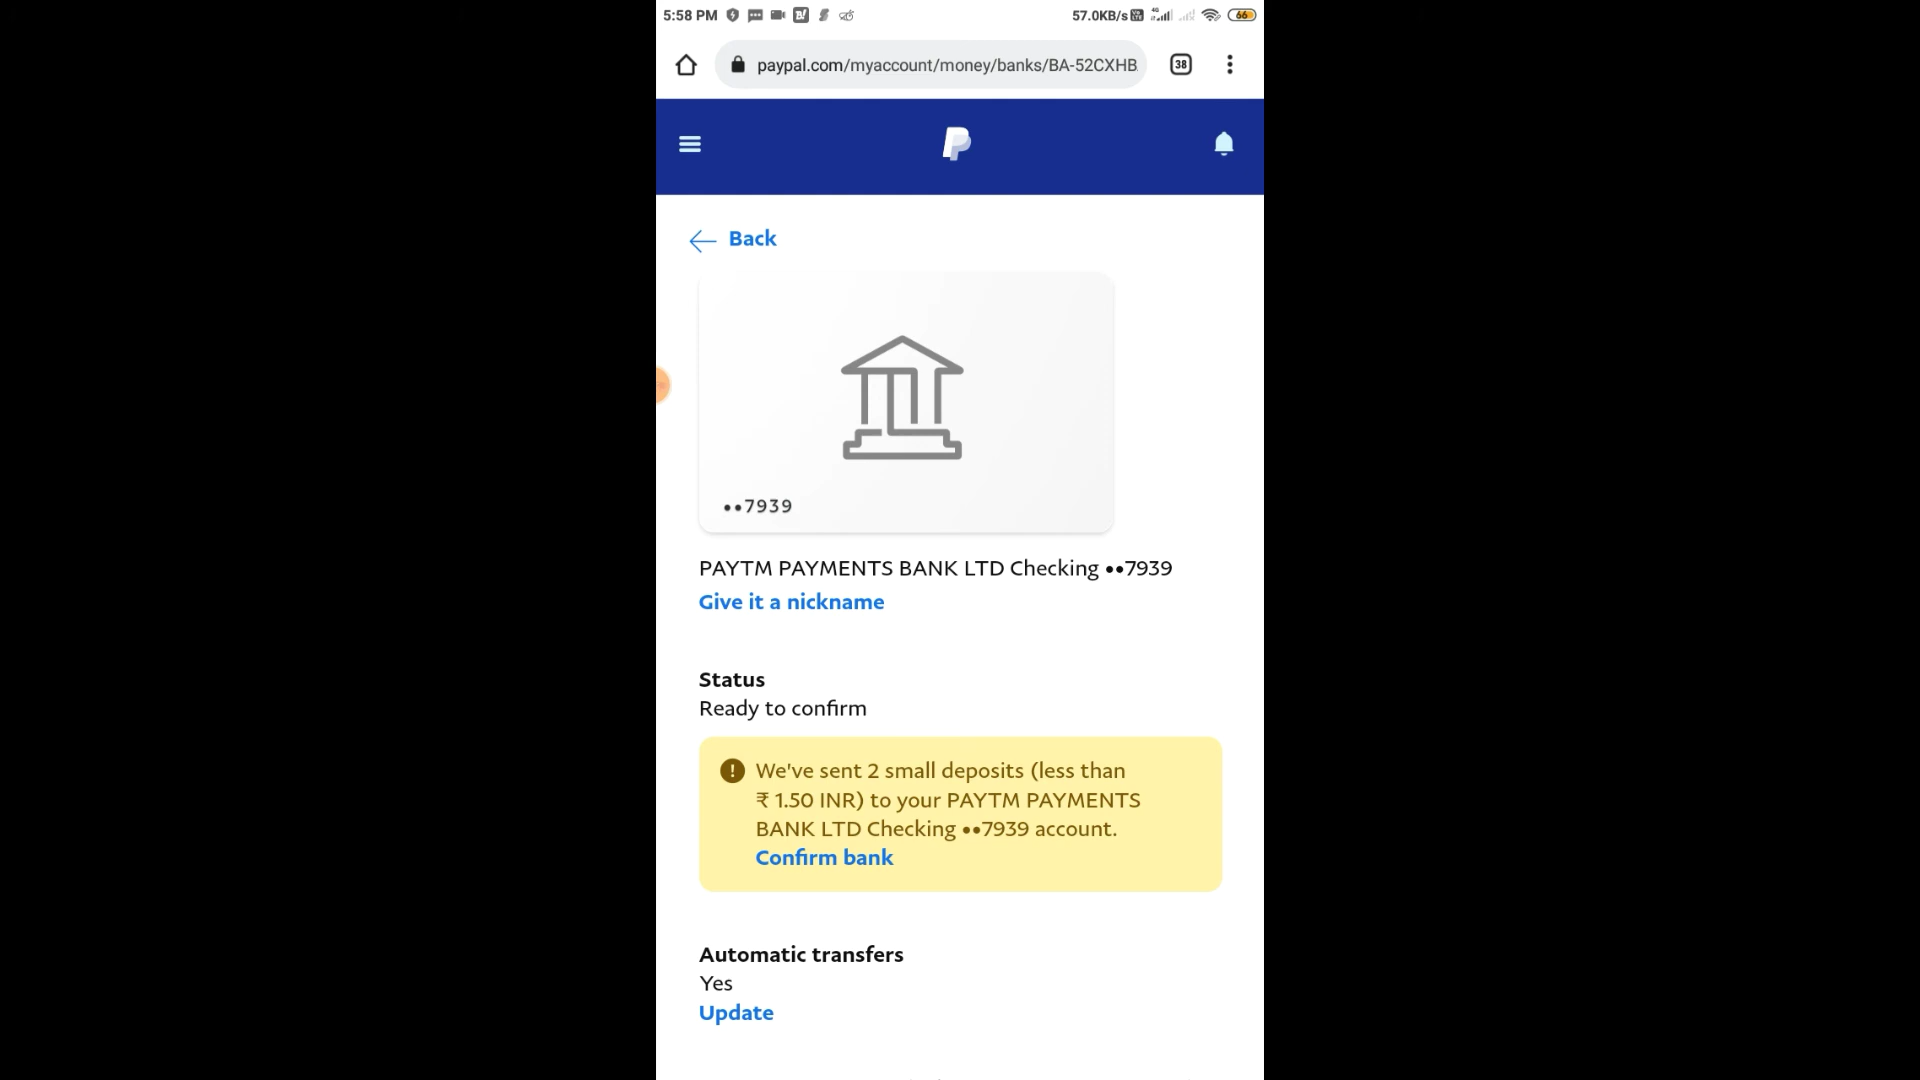 5:58 PM 57.0KB/s 4G 66
paypal.com/myaccount/money/banks/BA-52CXHB 38
Back
••7939
PAYTM PAYMENTS BANK LTD Checking ••7939
Give it a nickname
Status
Ready to confirm
We've sent 2 small deposits (less than
₹ 1.50 INR) to your PAYTM PAYMENTS
BANK LTD Checking ••7939 account.
Confirm bank
Automatic transfers
Yes
Update